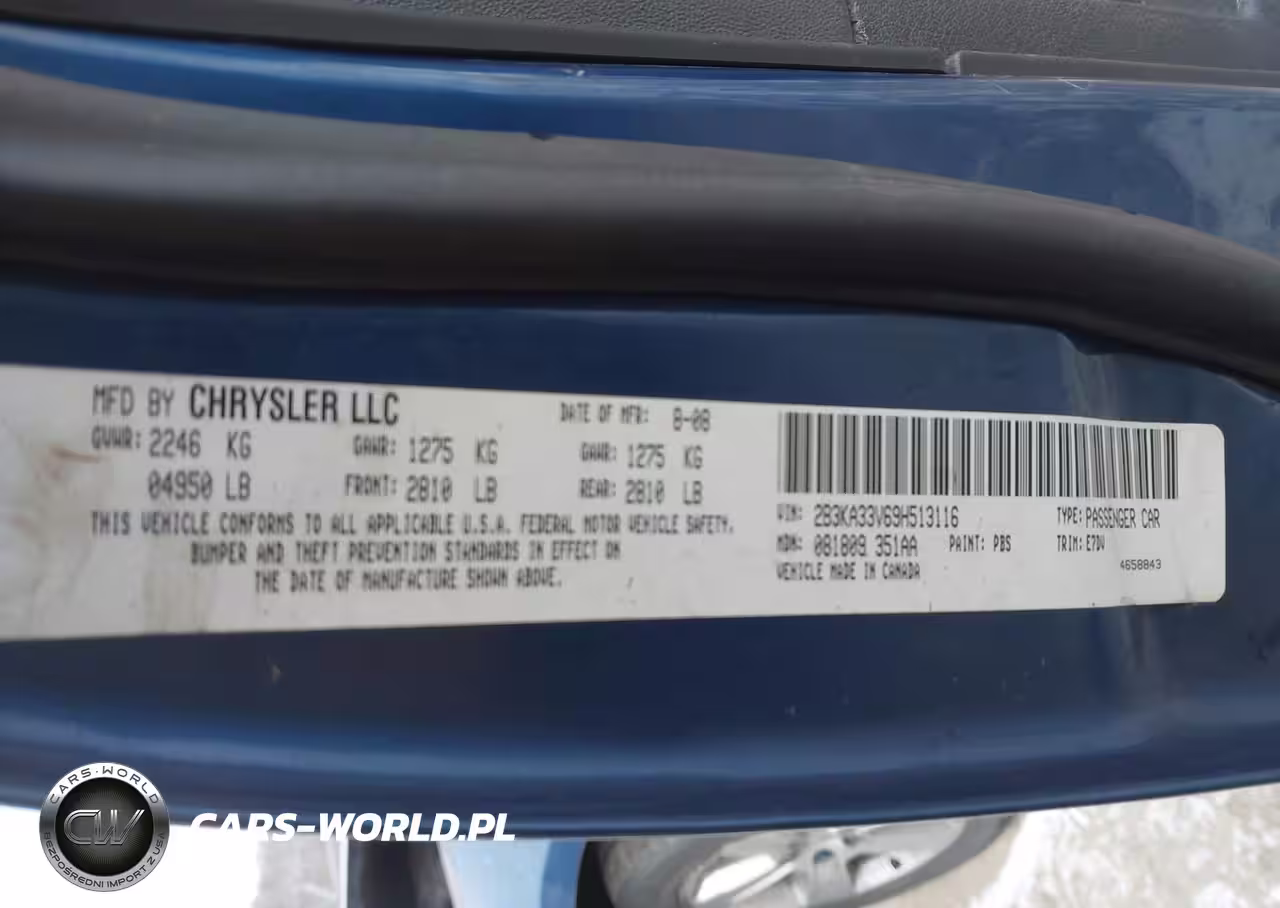 MFD BY CHRYSLER LLC DATE OF MFR: 8-08
GVWR: 2246 KG GAWR: 1275 KG GAWR: 1275 KG
04950 LB FRONT: 2810 LB REAR: 2810 LB
THIS VEHICLE CONFORMS TO ALL APPLICABLE U.S.A. FEDERAL MOTOR VEHICLE SAFETY.
BUMPER AND THEFT PREVENTION STANDARDS IN EFFECT ON
THE DATE OF MANUFACTURE SHOWN ABOVE.
VIN: 2B3KA33V69H513116 TYPE: PASSENGER CAR
MDH: 081809 351AA PAINT: PBS TRIM: E7DV
VEHICLE MADE IN CANADA 4658843
CARS-WORLD
CW
BEZPOŚREDNI IMPORT Z USA
CARS-WORLD.PL